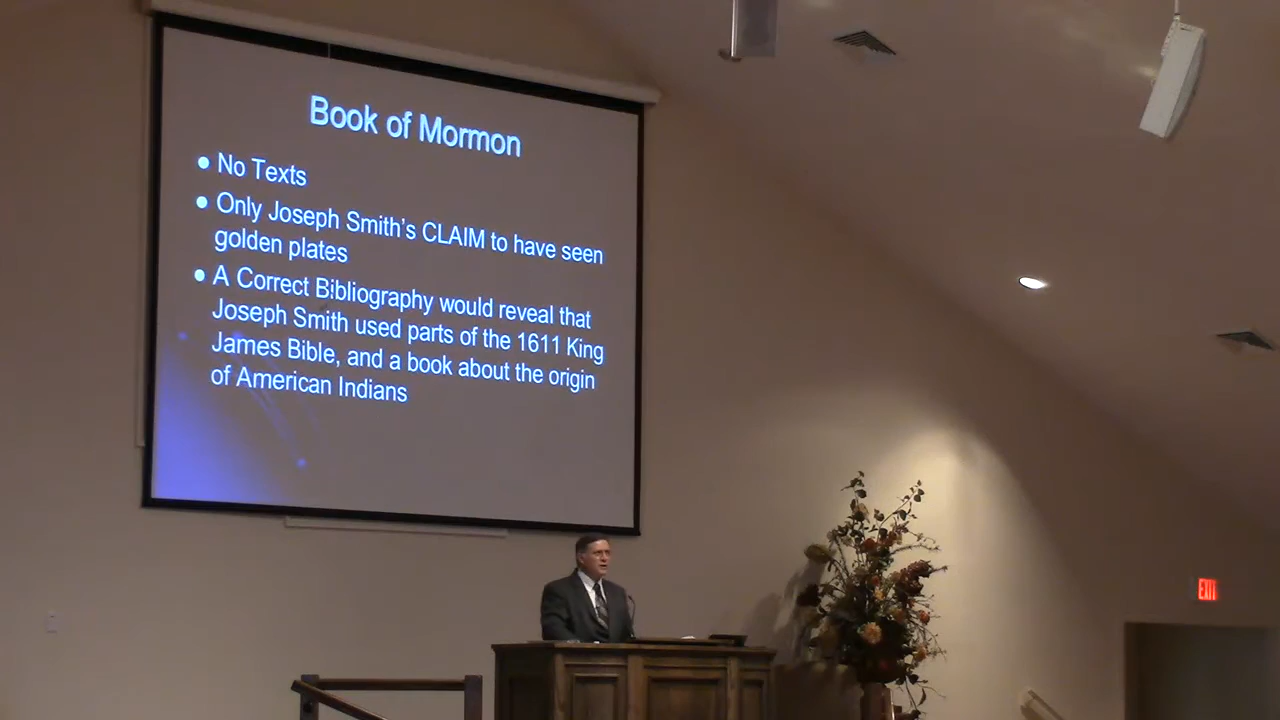 Book of Mormon
● No Texts
● Only Joseph Smith's CLAIM to have seen
golden plates
● A Correct Bibliography would reveal that
Joseph Smith used parts of the 1611 King
James Bible, and a book about the origin
of American Indians
EXIT